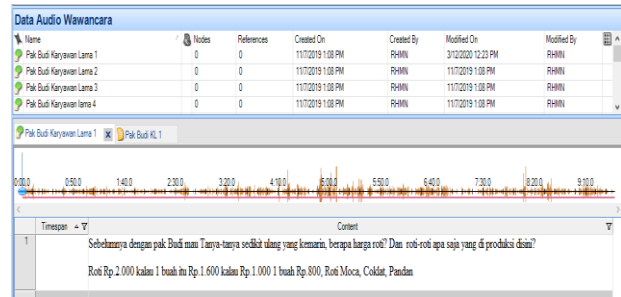 Data Audio Wawancara
Name Nodes References Created On Created By Modified On Modified By
Pak Budi Karyawan Lama 1 0 0 11/7/2019 1:08 PM RHMN 3/12/2020 12:23 PM RHMN
Pak Budi Karyawan Lama 2 0 0 11/7/2019 1:08 PM RHMN 11/7/2019 1:08 PM RHMN
Pak Budi Karyawan Lama 3 0 0 11/7/2019 1:08 PM RHMN 11/7/2019 1:08 PM RHMN
Pak Budi Karyawan lama 4 0 0 11/7/2019 1:08 PM RHMN 11/7/2019 1:08 PM RHMN
Pak Budi Karyawan Lama 1 x Pak Budi KL 1
0:00.0 0:50.0 1:40.0 2:30.0 3:20.0 4:10.0 5:00.0 5:50.0 6:40.0 7:30.0 8:20.0 9:10.0
Timespan Content
1 Sebelumnya dengan pak Budi mau Tanya-tanya sedikit ulang yang kemarin, berapa harga roti? Dan roti-roti apa saja yang di produksi disini?
Roti Rp.2.000 kalau 1 buah itu Rp.1.600 kalau Rp.1.000 1 buah Rp.800, Roti Moca, Coklat, Pandan